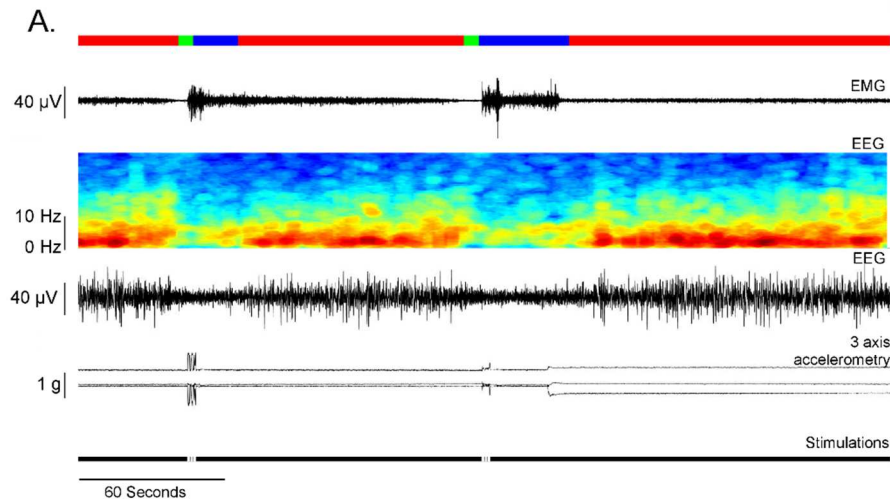 A.
EMG
40 µV
EEG
10 Hz
0 Hz
EEG
40 µV
3 axis
accelerometry
1 g
Stimulations
60 Seconds